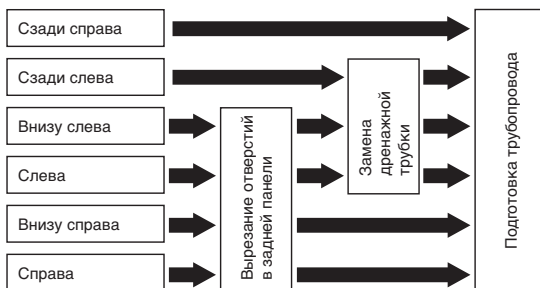 Сзади справа
Сзади слева
Внизу слева
Слева
Внизу справа
Справа
Вырезание отверстий
в задней панели
Замена
дренажной
трубки
Подготовка трубопровода